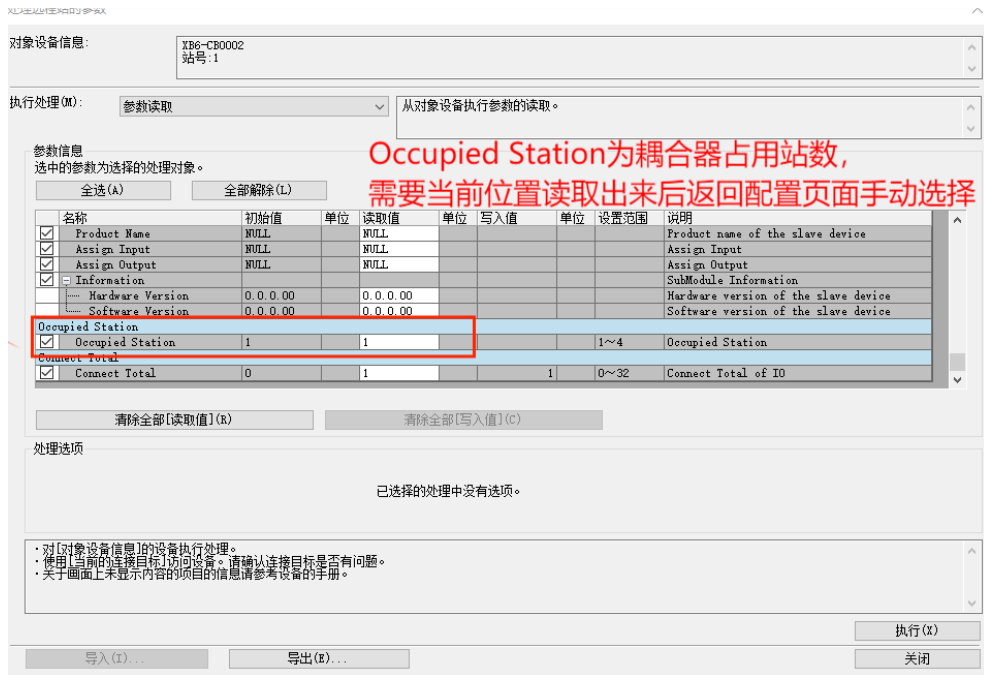 处理远程站的参数
对象设备信息:
XB6-CB0002
站号:1
执行处理(M):
参数读取
从对象设备执行参数的读取。
参数信息
选中的参数为选择的处理对象。
Occupied Station为耦合器占用站数,
需要当前位置读取出来后返回配置页面手动选择
全选(A) 全部解除(L)
名称 初始值 单位 读取值 单位 写入值 单位 设置范围 说明
Product Name NULL NULL Product name of the slave device
Assign Input NULL NULL Assign Input
Assign Output NULL NULL Assign Output
Information SubModule Information
Hardware Version 0.0.0.00 0.0.0.00 Hardware version of the slave device
Software Version 0.0.0.00 0.0.0.00 Software version of the slave device
Occupied Station
Occupied Station 1 1 1~4 Occupied Station
Connect Total
Connect Total 0 1 1 0~32 Connect Total of IO
清除全部[读取值](R) 清除全部[写入值](C)
处理选项
已选择的处理中没有选项。
・对[对象设备信息]的设备执行处理。
・使用[当前的连接目标]访问设备。请确认连接目标是否有问题。
・关于画面上未显示内容的项目的信息请参考设备的手册。
执行(X)
导入(I)... 导出(E)... 关闭